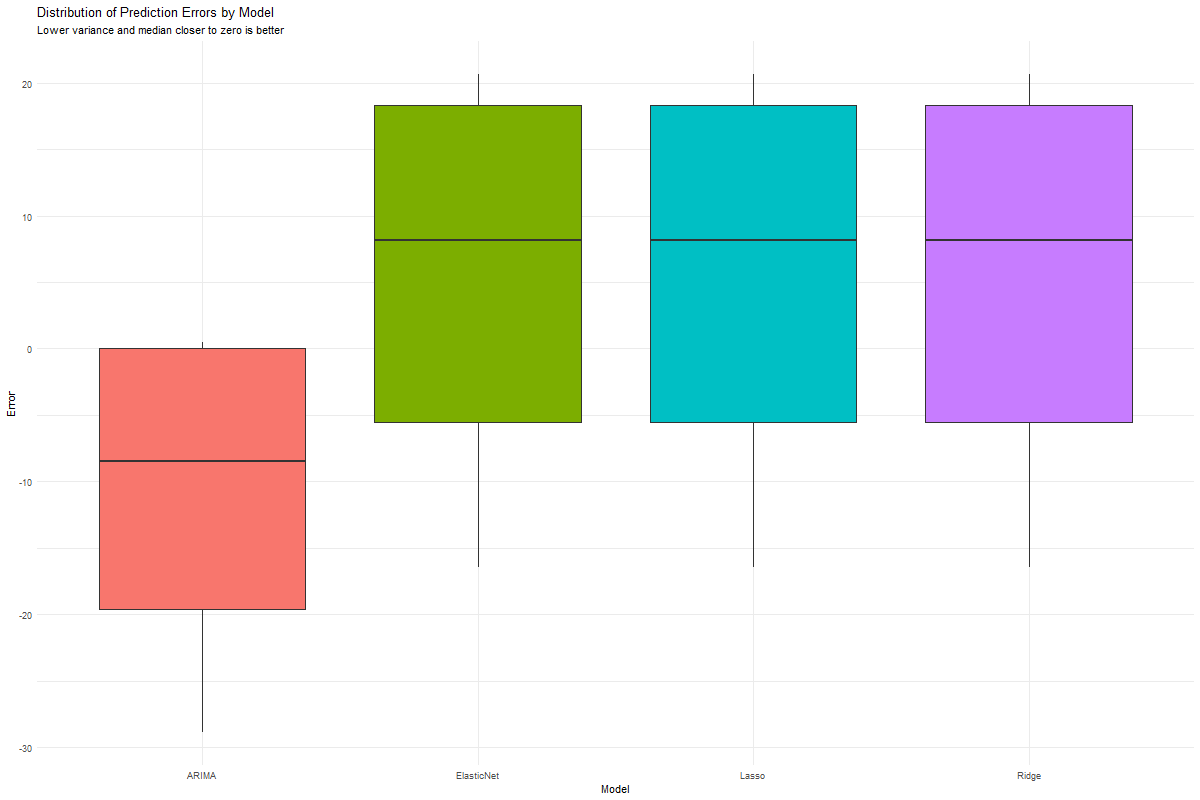 Distribution of Prediction Errors by Model
Lower variance and median closer to zero is better
20
10
0
-10
-20
-30
Error
ARIMA
ElasticNet
Lasso
Ridge
Model